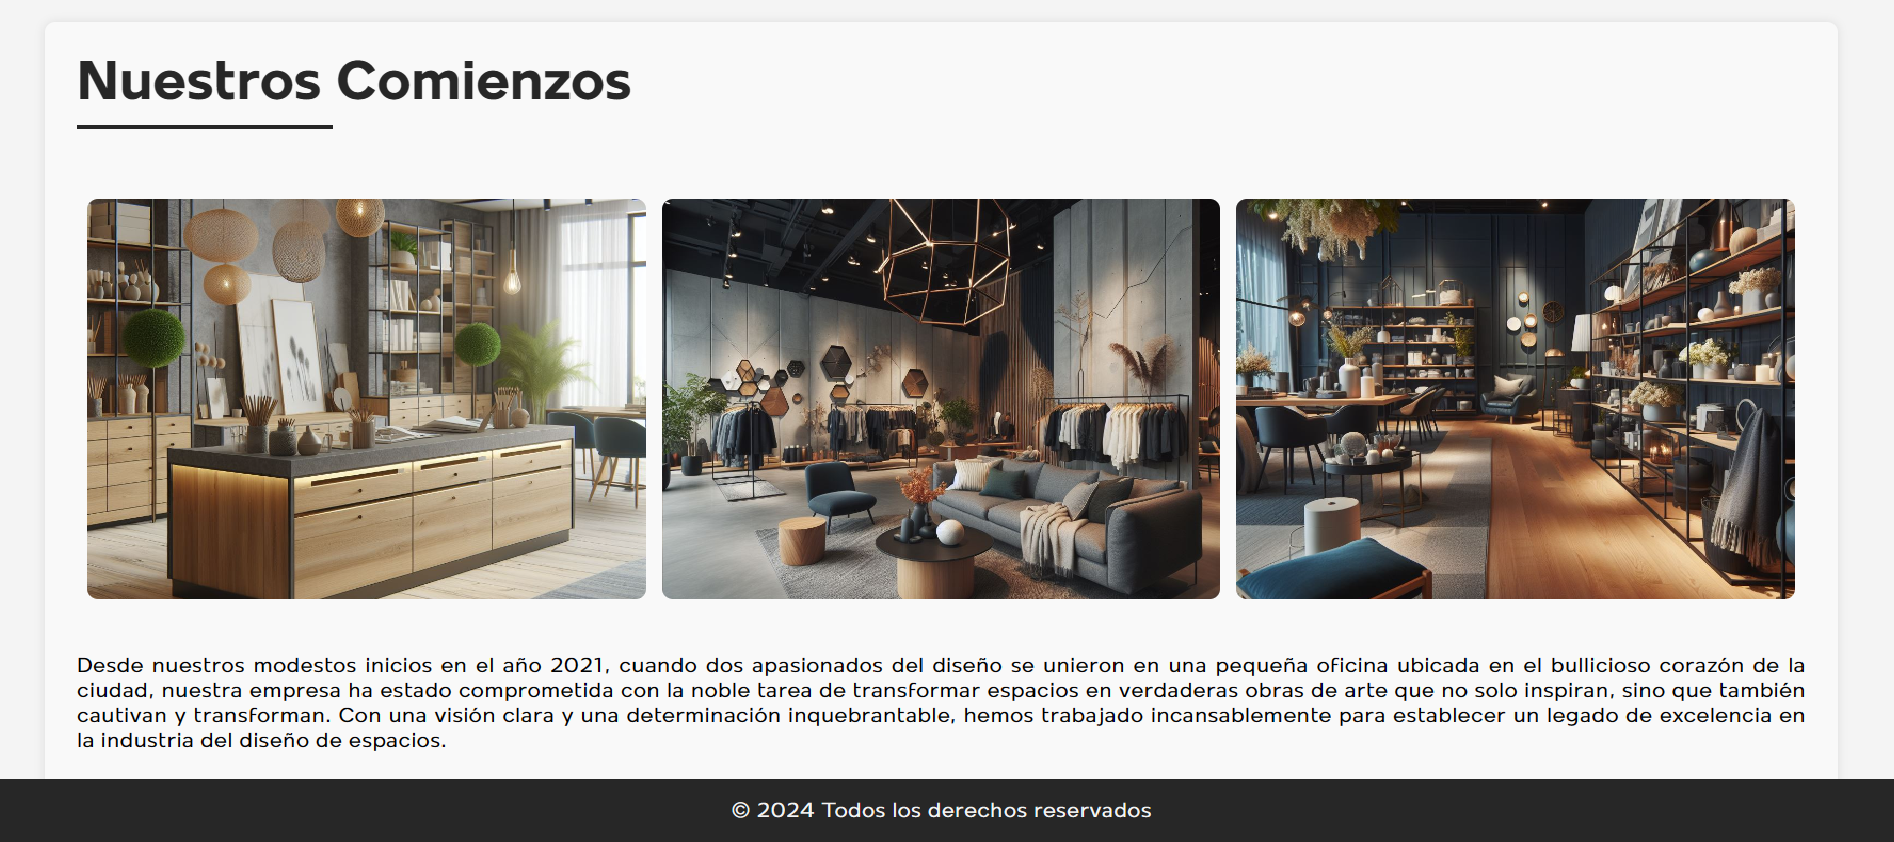 Nuestros Comienzos
Desde nuestros modestos inicios en el año 2021, cuando dos apasionados del diseño se unieron en una pequeña oficina ubicada en el bullicioso corazón de la
ciudad, nuestra empresa ha estado comprometida con la noble tarea de transformar espacios en verdaderas obras de arte que no solo inspiran, sino que también
cautivan y transforman. Con una visión clara y una determinación inquebrantable, hemos trabajado incansablemente para establecer un legado de excelencia en
la industria del diseño de espacios.
© 2024 Todos los derechos reservados